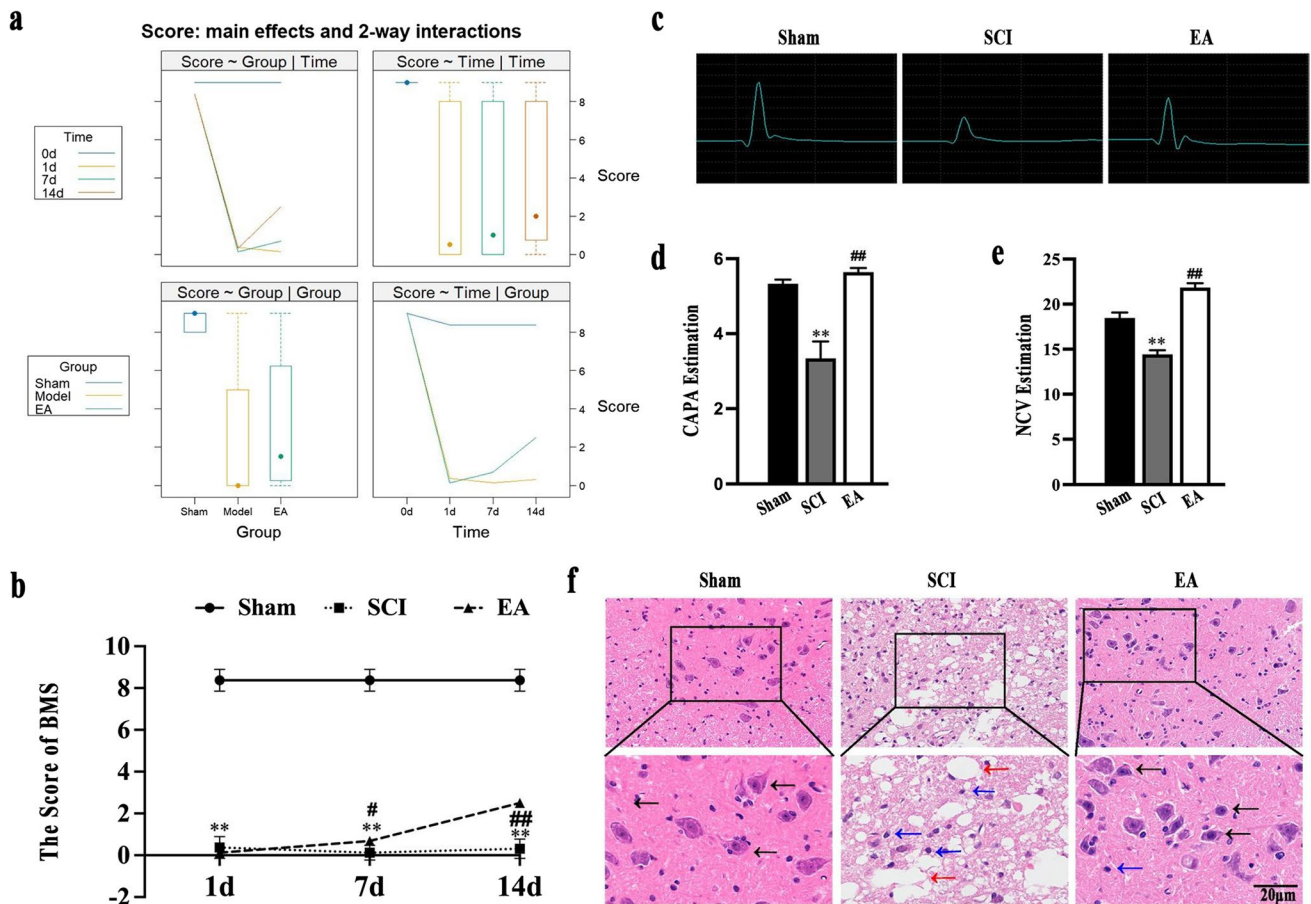 a
Score: main effects and 2-way interactions
Score ~ Group | Time
Score ~ Time | Time
Time
0d
1d
7d
14d
8
6
4
2
0
Score
Score ~ Group | Group
Score ~ Time | Group
Group
Sham
Model
EA
8
6
4
2
0
Score
Sham Model EA
Group
0d 1d 7d 14d
Time
b
Sham SCI EA
The Score of BMS
10
8
6
4
2
0
-2
** # ** ## **
1d 7d 14d
c
Sham SCI EA
d
CAPA Estimation
6
4
2
0
** ##
Sham SCI EA
e
NCV Estimation
25
20
15
10
5
0
** ##
Sham SCI EA
f
Sham SCI EA
20μm